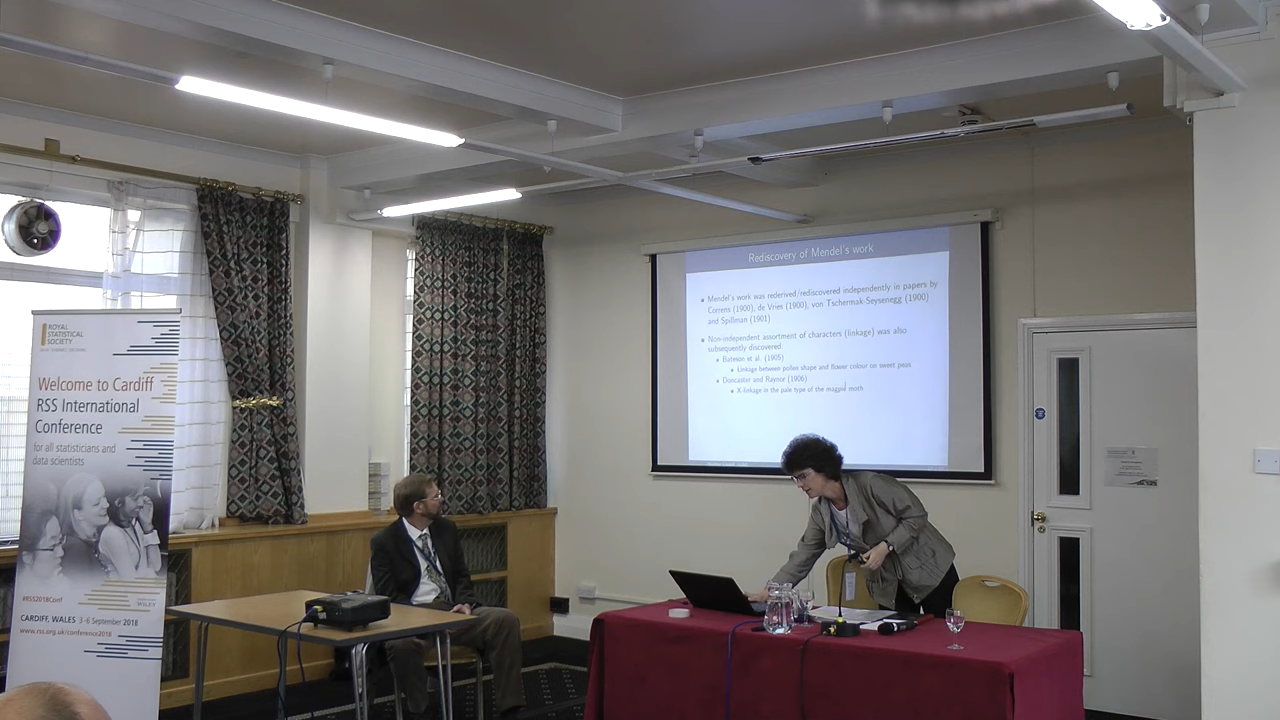 ROYAL
STATISTICAL
SOCIETY
Welcome to Cardiff
RSS International
Conference
for all statisticians and
data scientists
#RSS2018Conf
WILEY
CARDIFF, WALES 3-6 September 2018
www.rss.org.uk/conference2018
Rediscovery of Mendel's work
Mendel's work was rederived/rediscovered independently in papers by
Correns (1900), de Vries (1900), von Tschermak-Seysenegg (1900)
and Spillman (1901)
Non-independent assortment of characters (linkage) was also
subsequently discovered:
Bateson et al. (1905)
Linkage between pollen shape and flower colour on sweet peas
Doncaster and Raynor (1906)
X-linkage in the pale type of the magpie moth